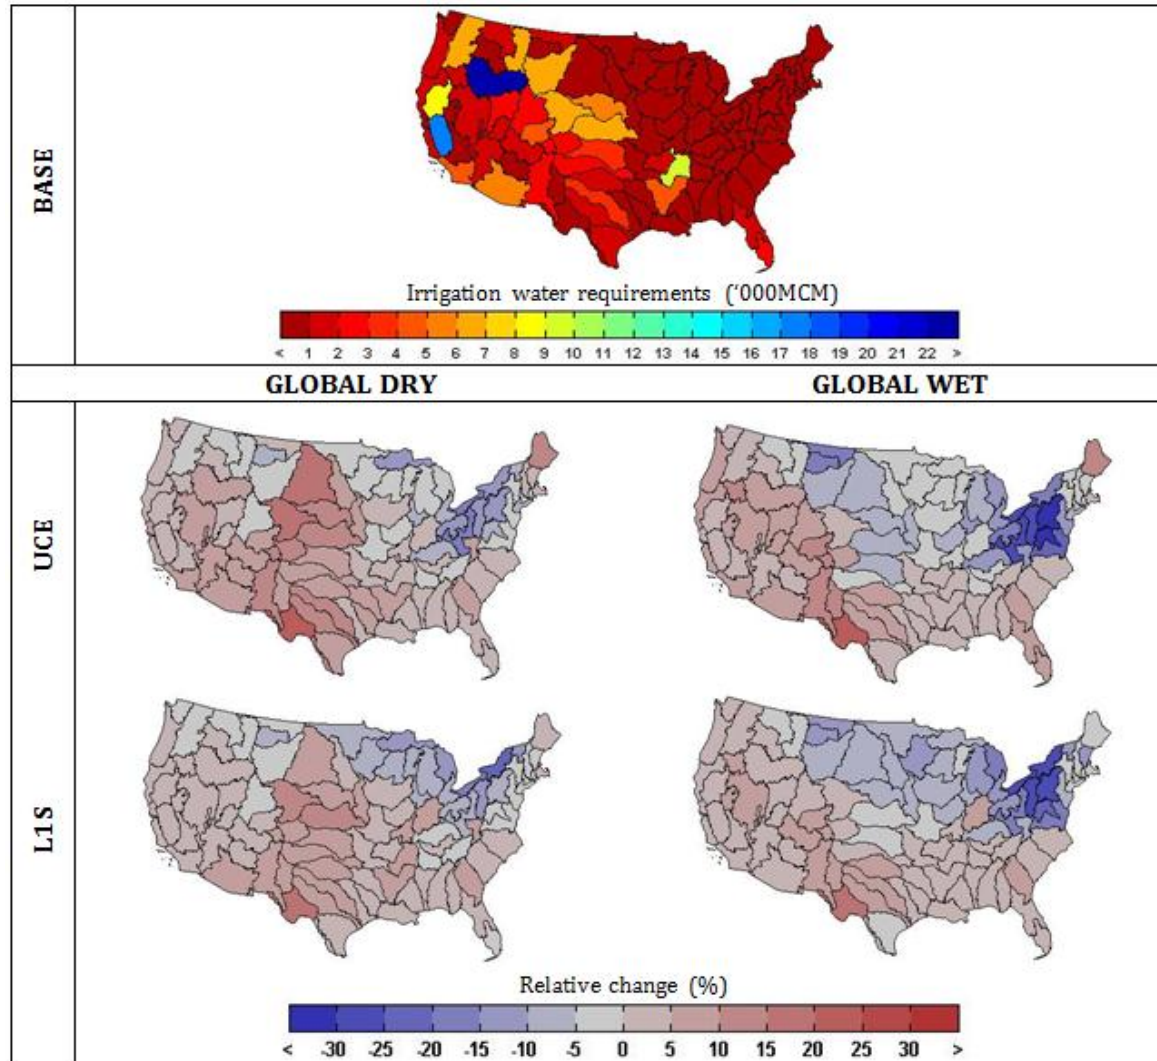 BASE
Irrigation water requirements (‘000MCM)
< 1 2 3 4 5 6 7 8 9 10 11 12 13 14 15 16 17 18 19 20 21 22 >
GLOBAL DRY GLOBAL WET
UCE
L1S
Relative change (%)
< -30 -25 -20 -15 -10 -5 0 5 10 15 20 25 30 >